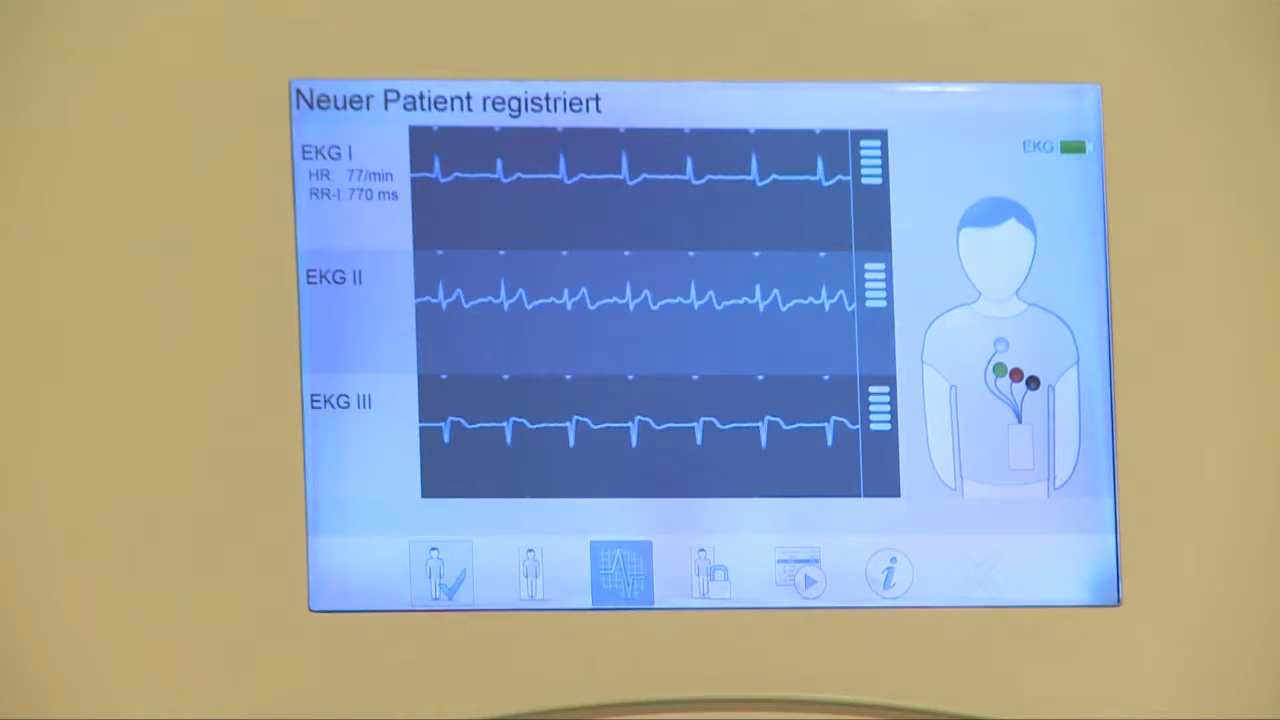 Neuer Patient registriert
EKG I
HR: 77/min
RR-I: 770 ms
EKG
EKG II
EKG III
i